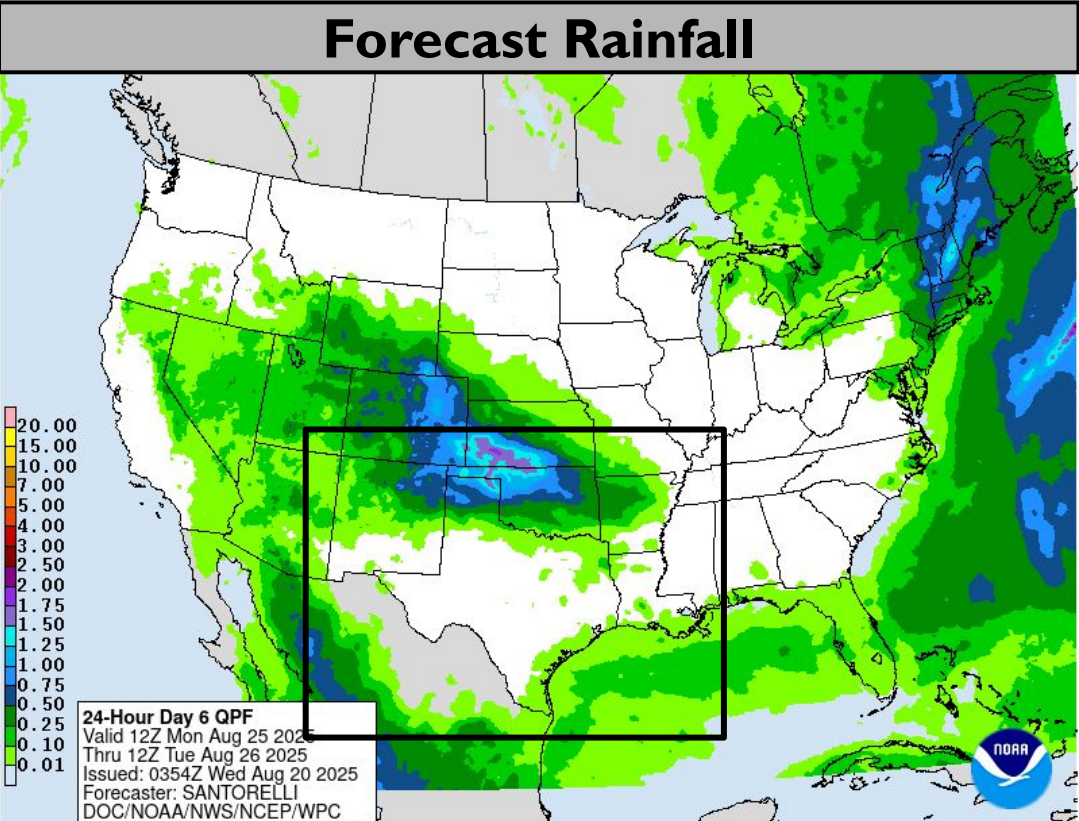 Forecast Rainfall
20.00
15.00
10.00
7.00
5.00
4.00
3.00
2.50
2.00
1.75
1.50
1.25
1.00
0.75
0.50
0.25
0.10
0.01
24-Hour Day 6 QPF
Valid 12Z Mon Aug 25 2025
Thru 12Z Tue Aug 26 2025
Issued: 0354Z Wed Aug 20 2025
Forecaster: SANTORELLI
DOC/NOAA/NWS/NCEP/WPC
NOAA